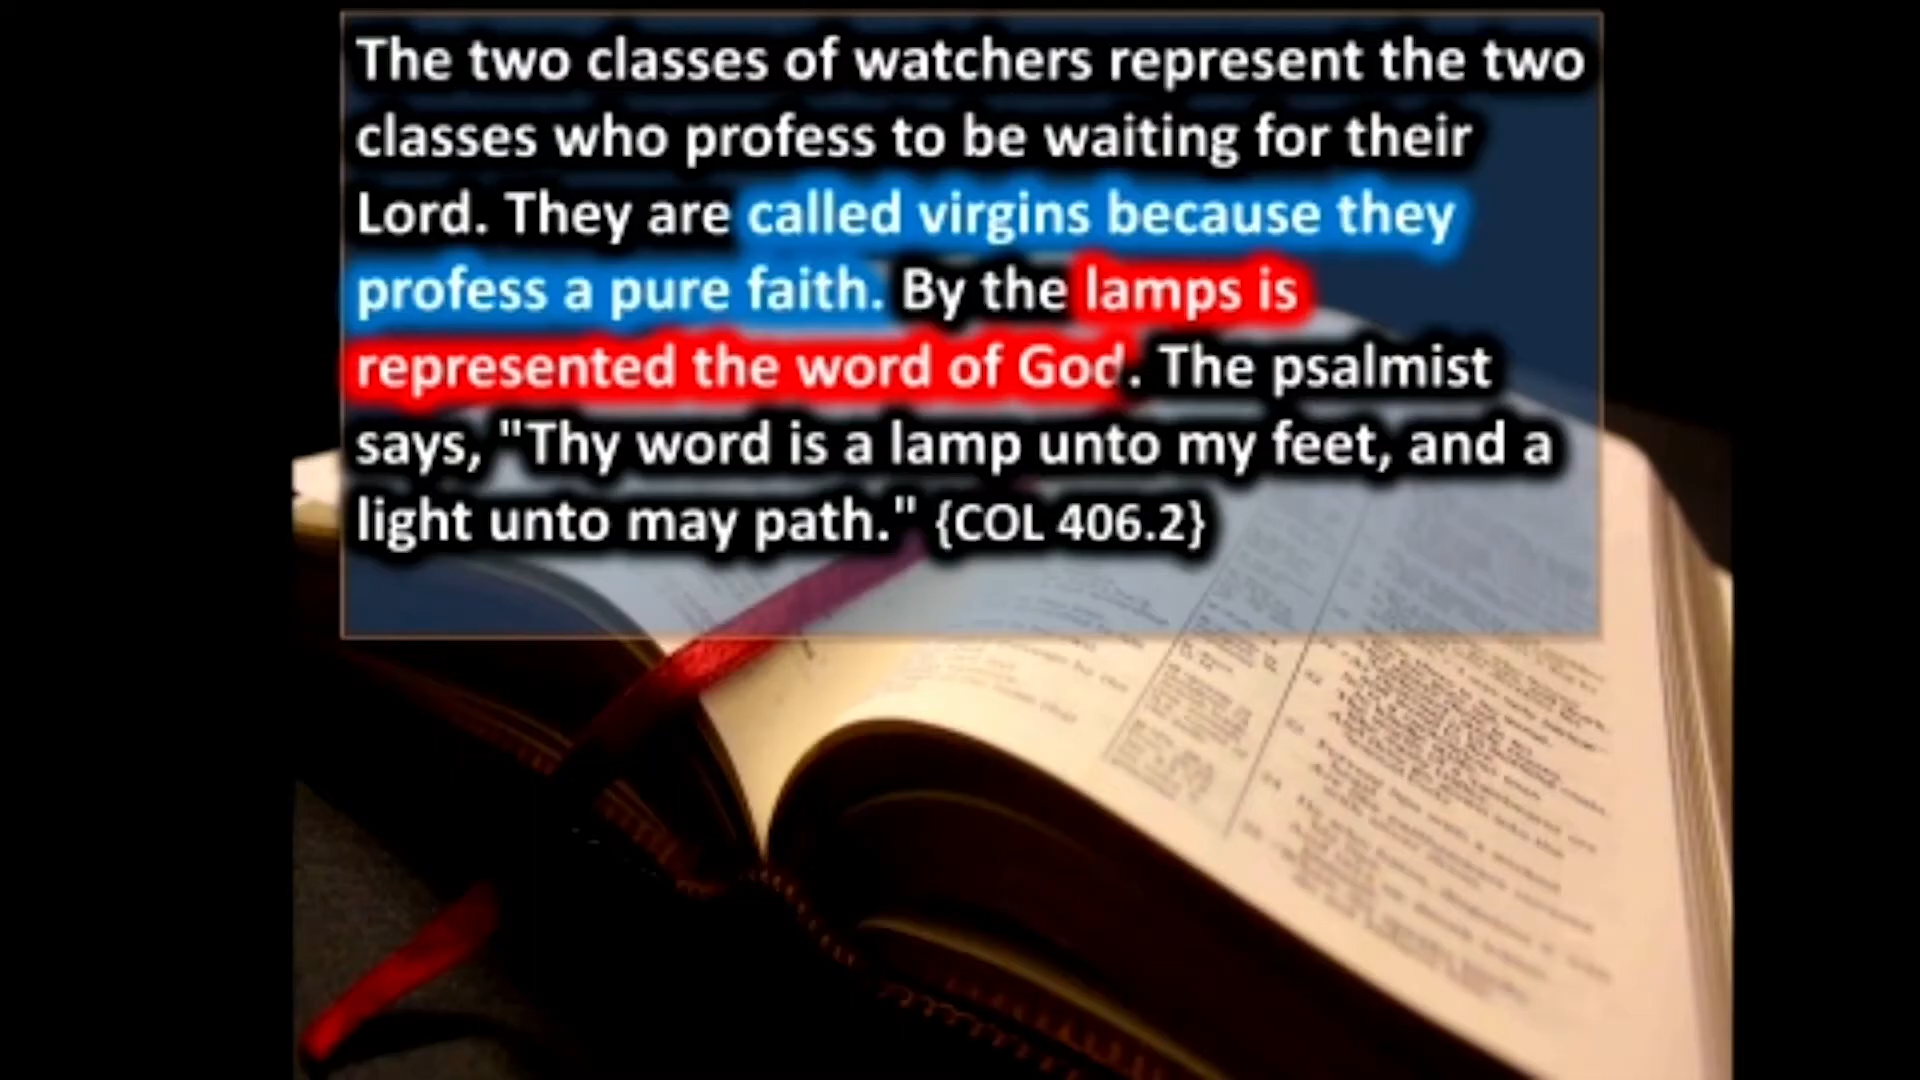 The two classes of watchers represent the two
classes who profess to be waiting for their
Lord. They are called virgins because they
profess a pure faith. By the lamps is
represented the word of God. The psalmist
says, "Thy word is a lamp unto my feet, and a
light unto may path." {COL 406.2}